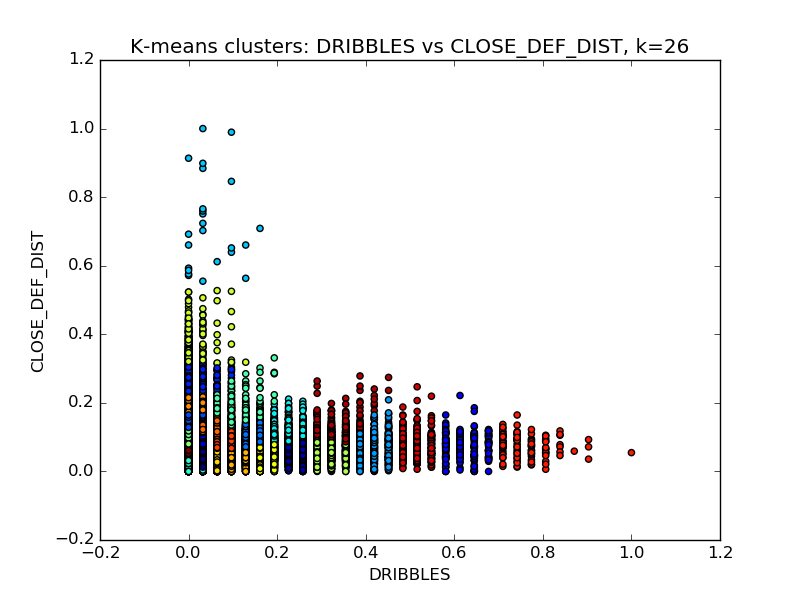 K-means clusters: DRIBBLES vs CLOSE_DEF_DIST, k=26
1.2
1.0
0.8
0.6
0.4
0.2
0.0
−0.2
CLOSE_DEF_DIST
−0.2 0.0 0.2 0.4 0.6 0.8 1.0 1.2
DRIBBLES